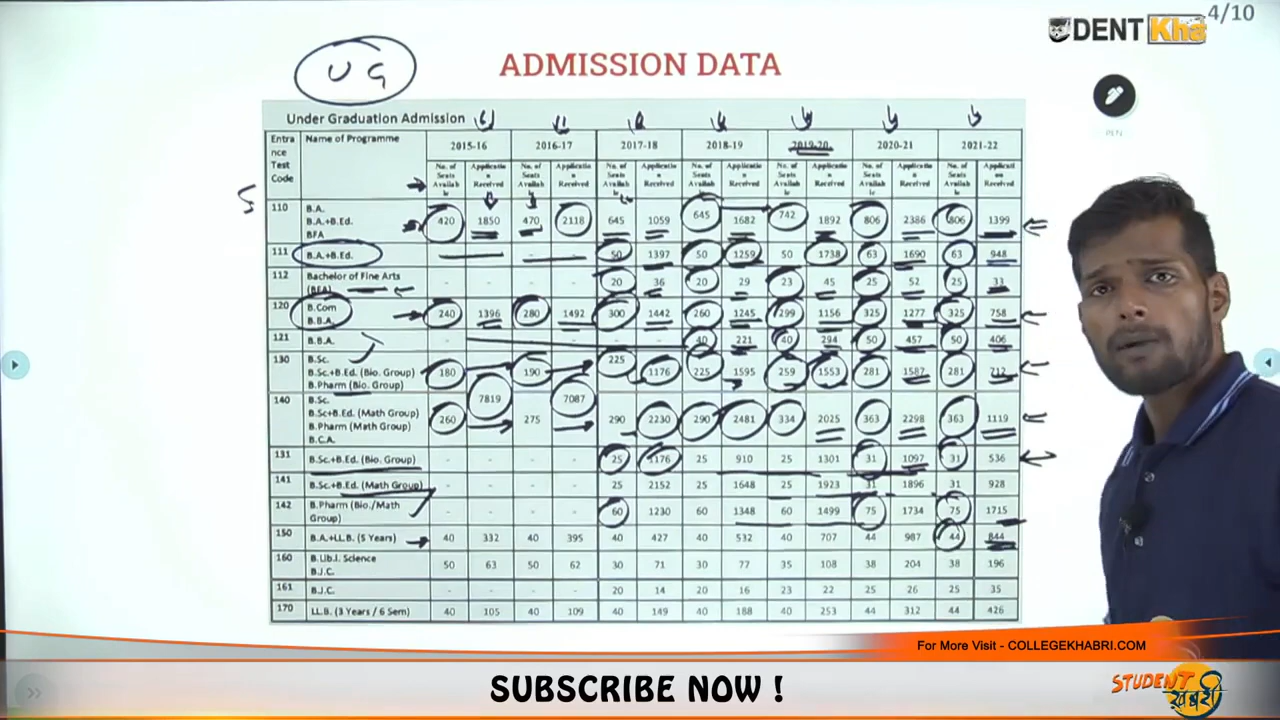 4/10
UDENT Kha
UG
ADMISSION DATA
PEN
Under Graduation Admission
Entra nce Test Code | Name of Programme | 2015-16 | 2016-17 | 2017-18 | 2018-19 | 2019-20 | 2020-21 | 2021-22
110 | B.A. B.A.+B.Ed. BFA | 420 | 1850 | 470 | 2118 | 645 | 1059 | 645 | 1682 | 742 | 1892 | 806 | 2386 | 806 | 1399
111 | B.A.+B.Ed. | - | - | - | - | 50 | 1397 | 50 | 1259 | 50 | 1738 | 63 | 1690 | 63 | 948
112 | Bachelor of Fine Arts (BFA) | - | - | - | - | 20 | 36 | 20 | 29 | 23 | 45 | 25 | 52 | 25 | 33
120 | B.Com B.B.A. | 240 | 1396 | 280 | 1492 | 300 | 1442 | 260 | 1245 | 299 | 1156 | 325 | 1277 | 325 | 758
121 | B.B.A. | - | - | - | - | - | - | 40 | 221 | 40 | 294 | 50 | 457 | 50 | 406
130 | B.Sc. B.Sc.+B.Ed. (Bio. Group) B.Pharm (Bio. Group) | 180 | 7819 | 190 | 7087 | 225 | 1176 | 225 | 1595 | 259 | 1553 | 281 | 1587 | 281 | 712
140 | B.Sc. B.Sc+B.Ed. (Math Group) B.Pharm (Math Group) B.C.A. | 260 | 275 | 290 | 2230 | 290 | 2481 | 334 | 2025 | 363 | 2298 | 363 | 1119
131 | B.Sc.+B.Ed. (Bio. Group) | - | - | - | - | 25 | 1176 | 25 | 910 | 25 | 1301 | 31 | 1097 | 31 | 536
141 | B.Sc.+B.Ed. (Math Group) | - | - | - | - | 25 | 2152 | 25 | 1648 | 25 | 1923 | 31 | 1896 | 31 | 928
142 | B.Pharm (Bio./Math Group) | - | - | - | - | 60 | 1230 | 60 | 1348 | 60 | 1499 | 75 | 1734 | 75 | 1715
150 | B.A.+LL.B. (5 Years) | 40 | 332 | 40 | 395 | 40 | 427 | 40 | 532 | 40 | 707 | 44 | 987 | 44 | 844
160 | B.Lib.I. Science B.J.C. | 50 | 63 | 50 | 62 | 30 | 71 | 30 | 77 | 35 | 108 | 38 | 204 | 38 | 196
161 | B.J.C. | - | - | - | - | 20 | 14 | 20 | 16 | 23 | 22 | 25 | 26 | 25 | 35
170 | LL.B. (3 Years / 6 Sem) | 40 | 105 | 40 | 109 | 40 | 149 | 40 | 188 | 40 | 253 | 44 | 312 | 44 | 426
For More Visit - COLLEGEKHABRI.COM
SUBSCRIBE NOW !
STUDENT
ख़बरी